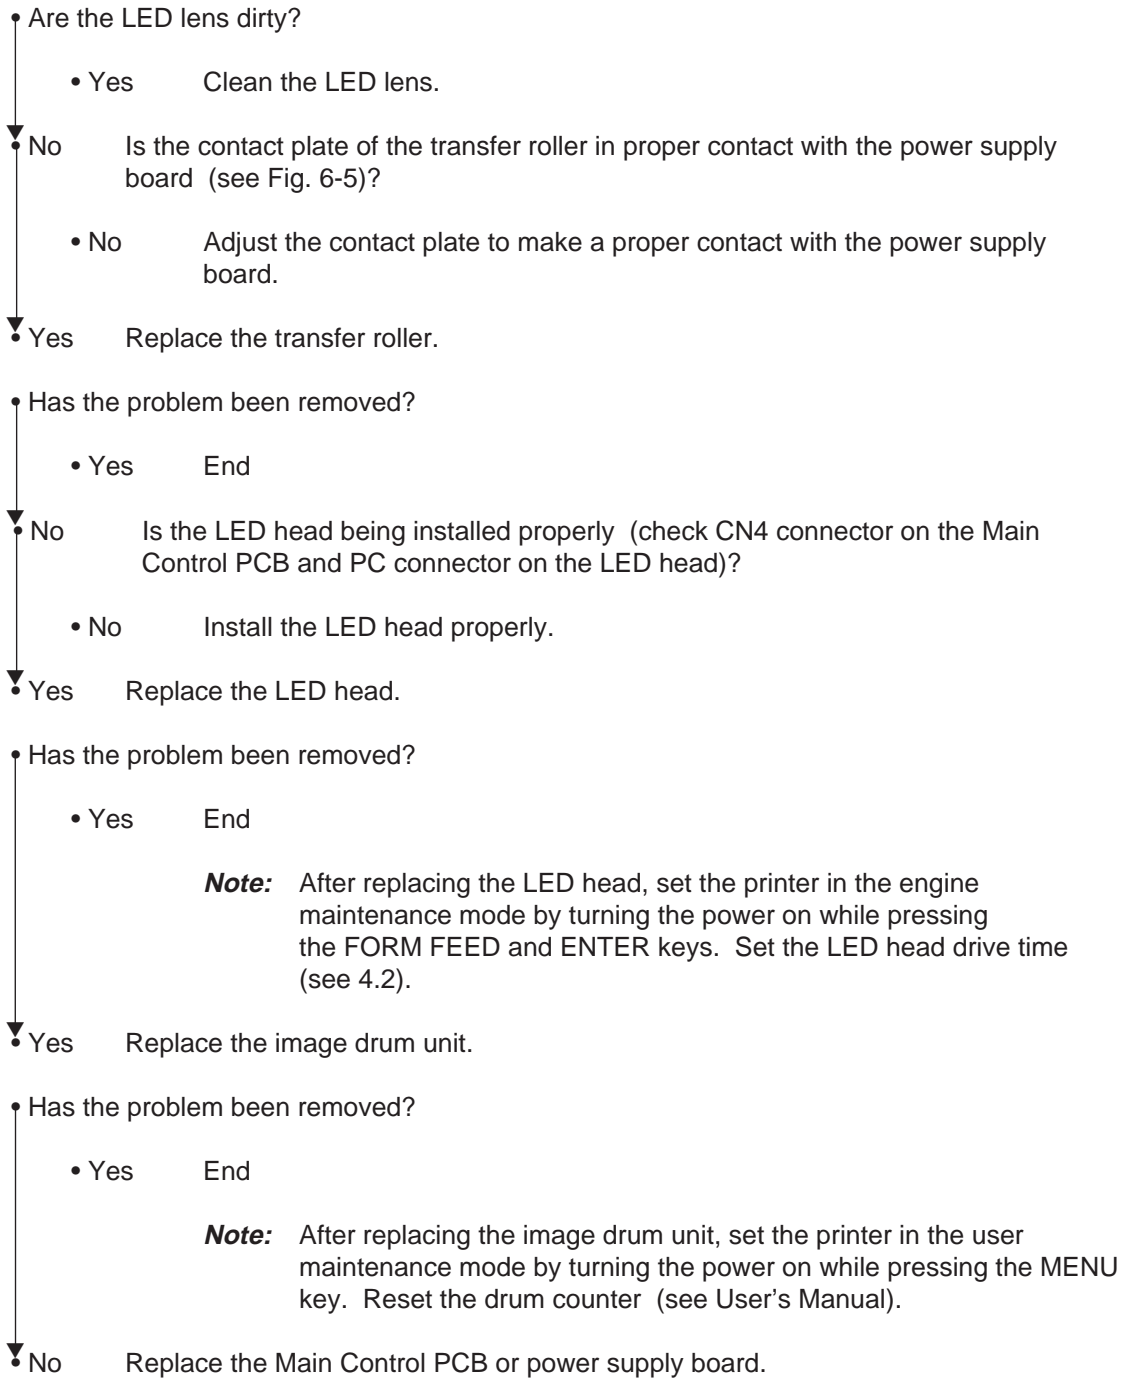 • Are the LED lens dirty?
• Yes Clean the LED lens.
• No Is the contact plate of the transfer roller in proper contact with the power supply
board (see Fig. 6-5)?
• No Adjust the contact plate to make a proper contact with the power supply
board.
• Yes Replace the transfer roller.
• Has the problem been removed?
• Yes End
• No Is the LED head being installed properly (check CN4 connector on the Main
Control PCB and PC connector on the LED head)?
• No Install the LED head properly.
• Yes Replace the LED head.
• Has the problem been removed?
• Yes End
Note: After replacing the LED head, set the printer in the engine
maintenance mode by turning the power on while pressing
the FORM FEED and ENTER keys. Set the LED head drive time
(see 4.2).
• Yes Replace the image drum unit.
• Has the problem been removed?
• Yes End
Note: After replacing the image drum unit, set the printer in the user
maintenance mode by turning the power on while pressing the MENU
key. Reset the drum counter (see User's Manual).
• No Replace the Main Control PCB or power supply board.